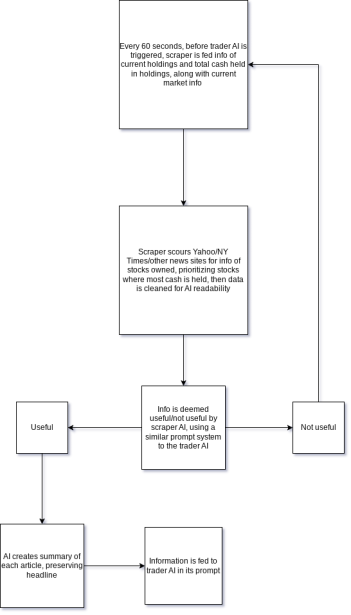 Every 60 seconds, before trader AI is
triggered, scraper is fed info of
current holdings and total cash held
in holdings, along with current
market info
Scraper scours Yahoo/NY
Times/other news sites for info of
stocks owned, prioritizing stocks
where most cash is held, then data
is cleaned for AI readability
Info is deemed
useful/not useful by
scraper AI, using a
similar prompt system
to the trader AI
Useful
Not useful
AI creates summary of
each article, preserving
headline
Information is fed to
trader AI in its prompt